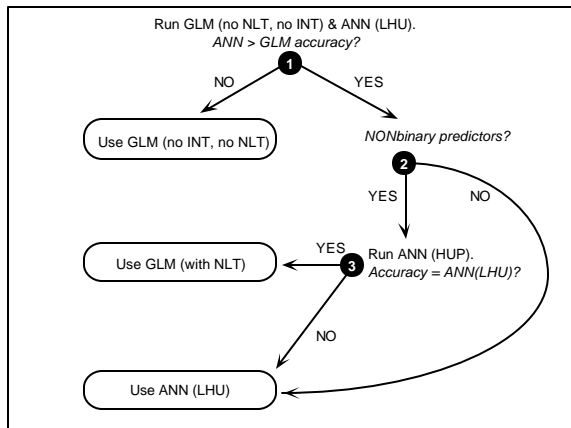 Run GLM (no NLT, no INT) & ANN (LHU).
ANN > GLM accuracy?
1
NO
YES
Use GLM (no INT, no NLT)
NONbinary predictors?
2
YES
NO
YES
3
Run ANN (HUP).
Accuracy = ANN(LHU)?
Use GLM (with NLT)
NO
Use ANN (LHU)